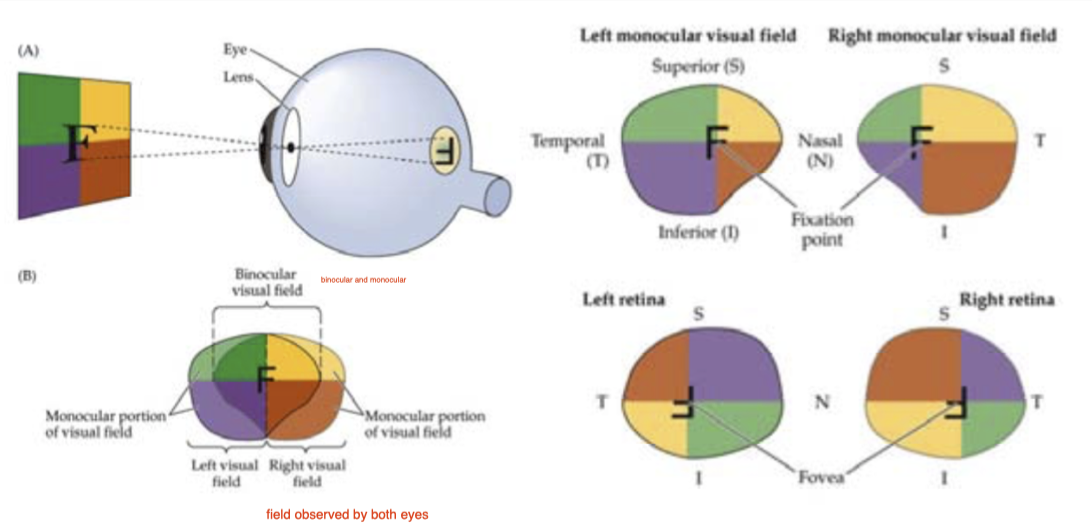 (A)
Eye
Lens
F
F
(B)
Binocular
visual field
binocular and monocular
F
Monocular portion
of visual field
Monocular portion
of visual field
Left visual
field
Right visual
field
field observed by both eyes
Left monocular visual field
Right monocular visual field
Superior (S)
S
Temporal
(T)
F
Nasal
(N)
F
T
Fixation
point
Inferior (I)
I
Left retina
Right retina
S
S
T
F
N
F
T
I
Fovea
I